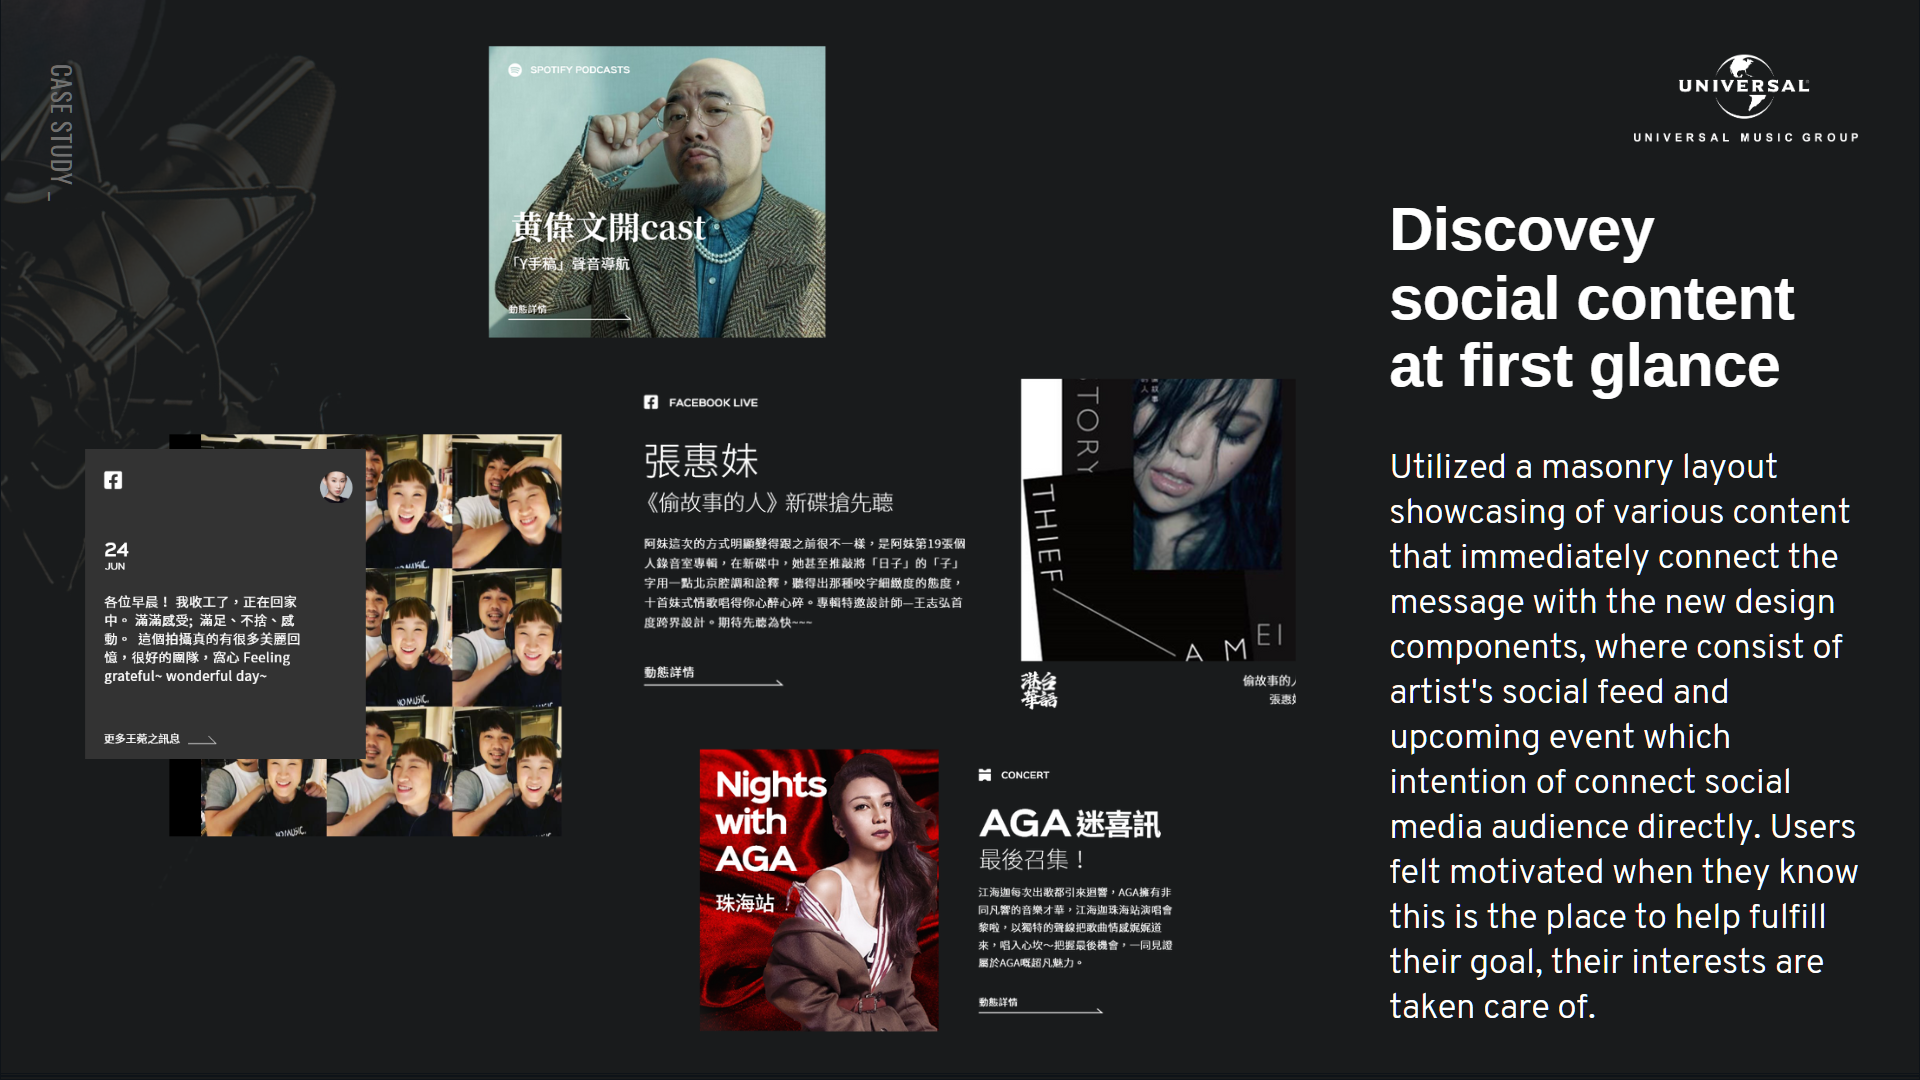 CASE STUDY –
SPOTIFY PODCASTS
黃偉文開cast
「Y手稿」聲音導航
動態詳情
UNIVERSAL
UNIVERSAL MUSIC GROUP
Discovey
social content
at first glance
Utilized a masonry layout
showcasing of various content
that immediately connect the
message with the new design
components, where consist of
artist's social feed and
upcoming event which
intention of connect social
media audience directly. Users
felt motivated when they know
this is the place to help fulfill
their goal, their interests are
taken care of.
24
JUN
各位早晨！ 我收工了，正在回家
中。 滿滿感受; 滿足、不捨、感
動。 這個拍攝真的有很多美麗回
憶，很好的團隊，窩心 Feeling
grateful~ wonderful day~
更多王菀之訊息
NO MUSIC.
FACEBOOK LIVE
張惠妹
《偷故事的人》新碟搶先聽
阿妹這次的方式明顯變得跟之前很不一樣，是阿妹第19張個
人錄音室專輯，在新碟中，她甚至推敲將「日子」的「子」
字用一點北京腔調和詮釋，聽得出那種咬字細緻度的態度，
十首妹式情歌唱得你心醉心碎。專輯特邀設計師—王志弘首
度跨界設計。期待先聽為快~~~
動態詳情
STORY
THIEF
A MEI
港台
華語
偷故事的人
張惠妹
Nights
with
AGA
珠海站
CONCERT
AGA 迷喜訊
最後召集！
江海迦每次出歌都引來迴響，AGA擁有非
同凡響的音樂才華，江海迦珠海站演唱會
黎啦，以獨特的聲線把歌曲情感娓娓道
來，唱入心坎～把握最後機會，一同見證
屬於AGA嘅超凡魅力。
動態詳情